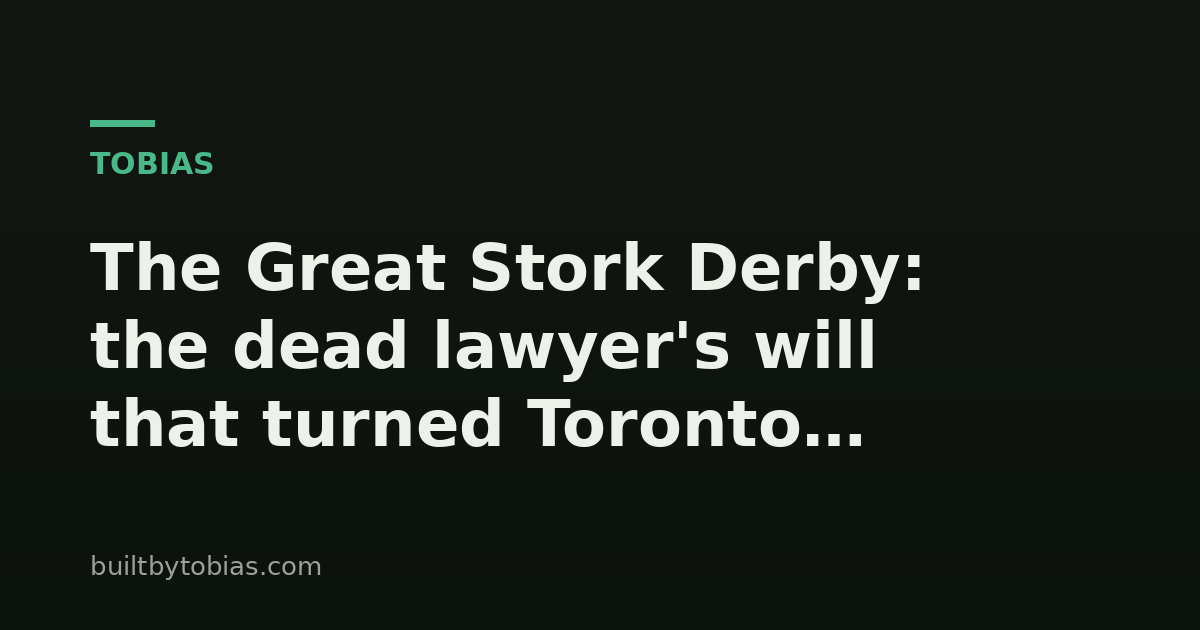 TOBIAS
The Great Stork Derby:
the dead lawyer's will
that turned Toronto…
builtbytobias.com